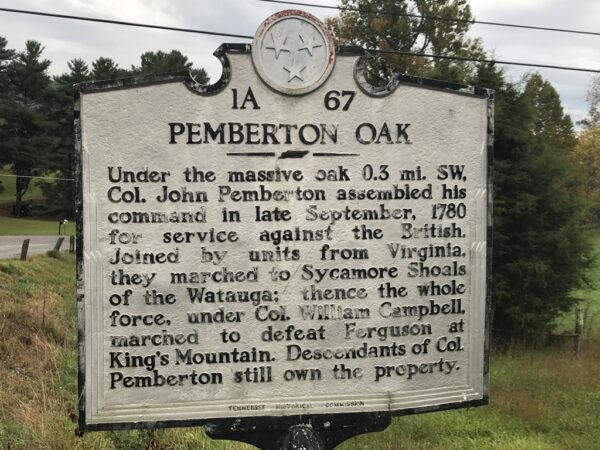 1A 67
PEMBERTON OAK
Under the massive oak 0.3 mi. SW,
Col. John Pemberton assembled his
command in late September, 1780
for service against the British.
Joined by units from Virginia,
they marched to Sycamore Shoals
of the Watauga; thence the whole
force, under Col. William Campbell,
marched to defeat Ferguson at
King's Mountain. Descendants of Col.
Pemberton still own the property.
TENNESSEE HISTORICAL COMMISSION